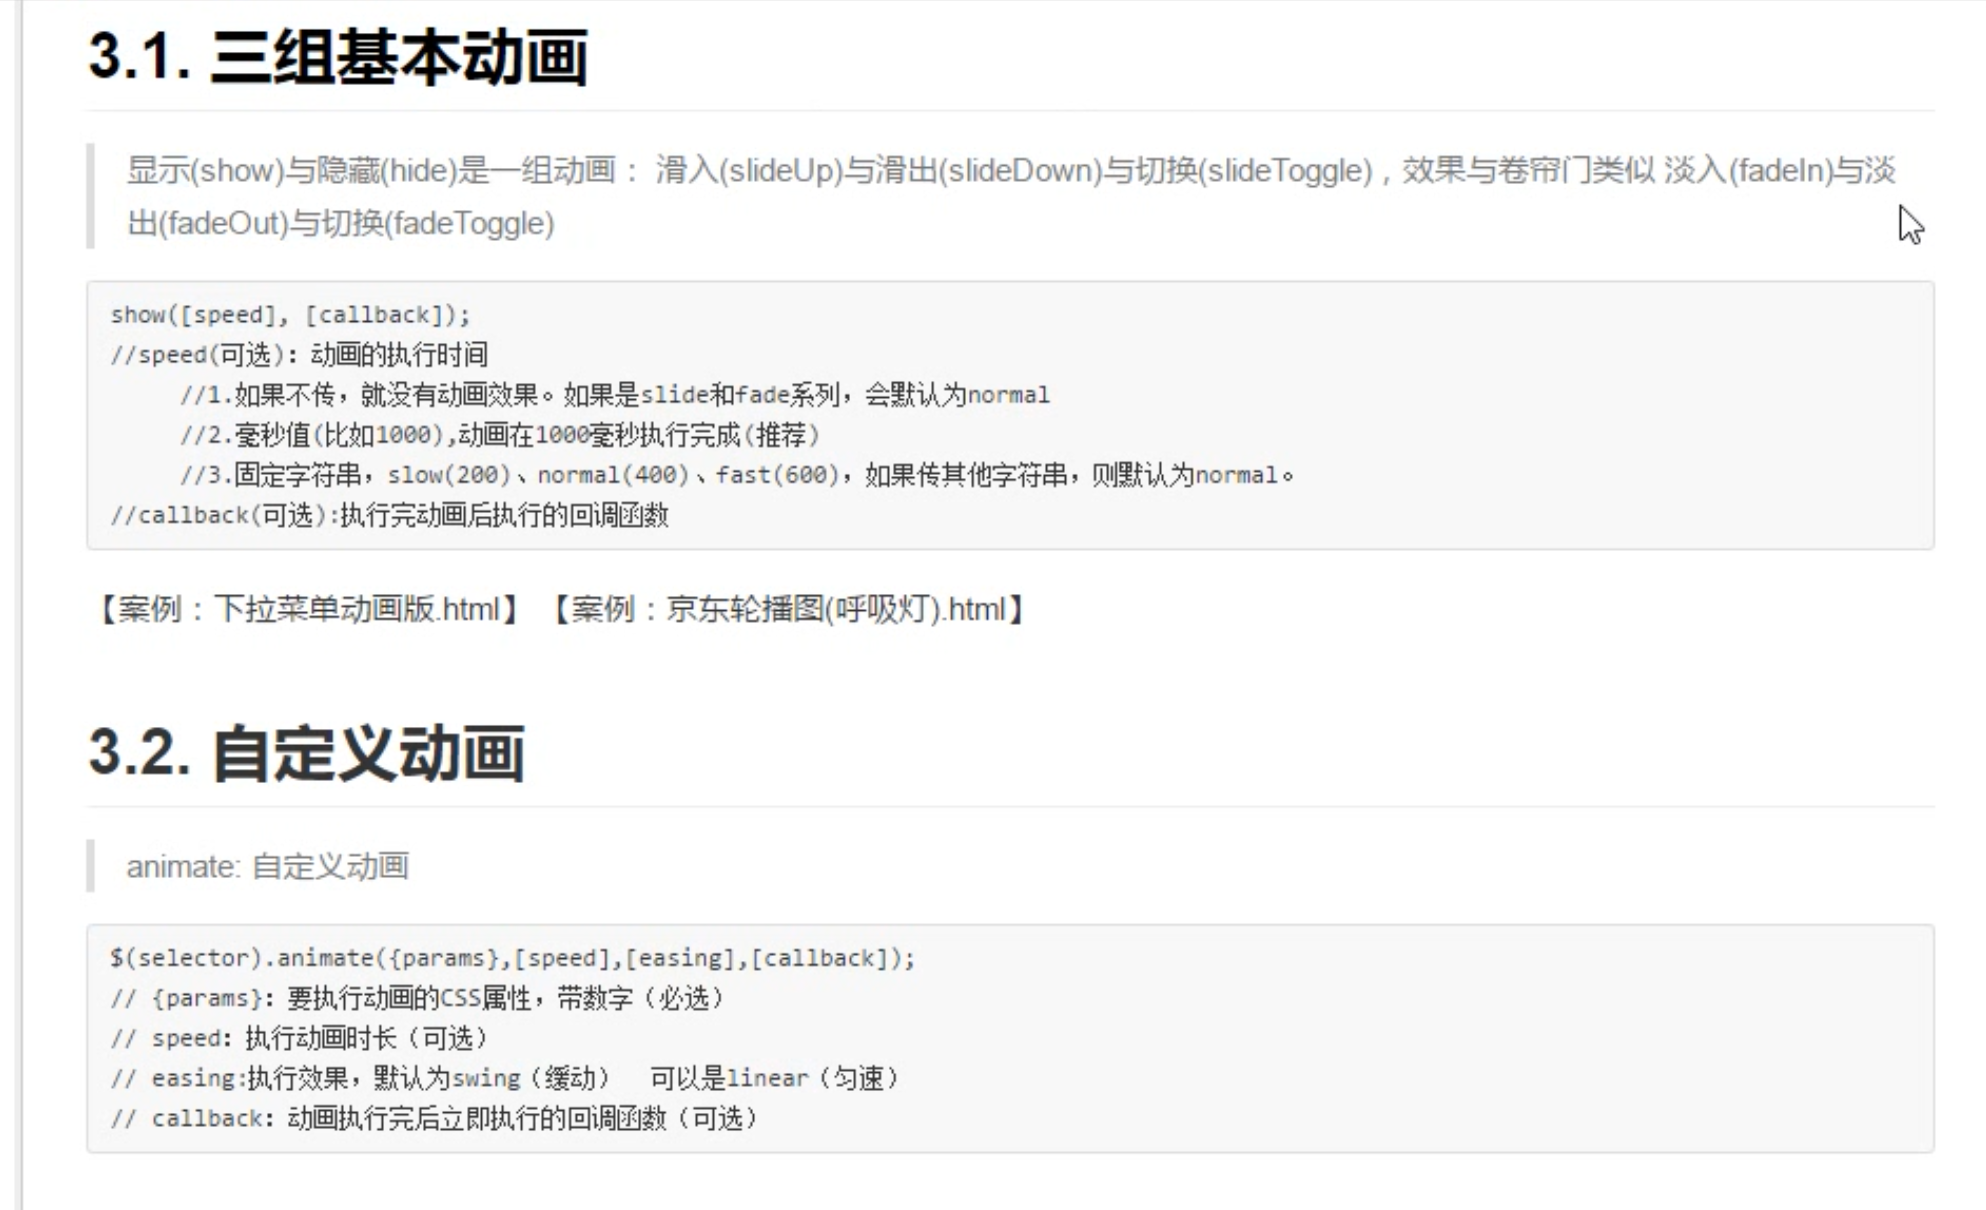 3.1. 三组基本动画
显示(show)与隐藏(hide)是一组动画： 滑入(slideUp)与滑出(slideDown)与切换(slideToggle)，效果与卷帘门类似 淡入(fadeIn)与淡
出(fadeOut)与切换(fadeToggle)
show([speed], [callback]);
//speed(可选)：动画的执行时间
//1.如果不传，就没有动画效果。如果是slide和fade系列，会默认为normal
//2.毫秒值(比如1000),动画在1000毫秒执行完成(推荐)
//3.固定字符串，slow(200)、normal(400)、fast(600)，如果传其他字符串，则默认为normal。
//callback(可选):执行完动画后执行的回调函数
【案例：下拉菜单动画版.html】 【案例：京东轮播图(呼吸灯).html】
3.2. 自定义动画
animate: 自定义动画
$(selector).animate({params},[speed],[easing],[callback]);
// {params}：要执行动画的CSS属性，带数字（必选）
// speed：执行动画时长（可选）
// easing:执行效果，默认为swing（缓动） 可以是linear（匀速）
// callback：动画执行完后立即执行的回调函数（可选）